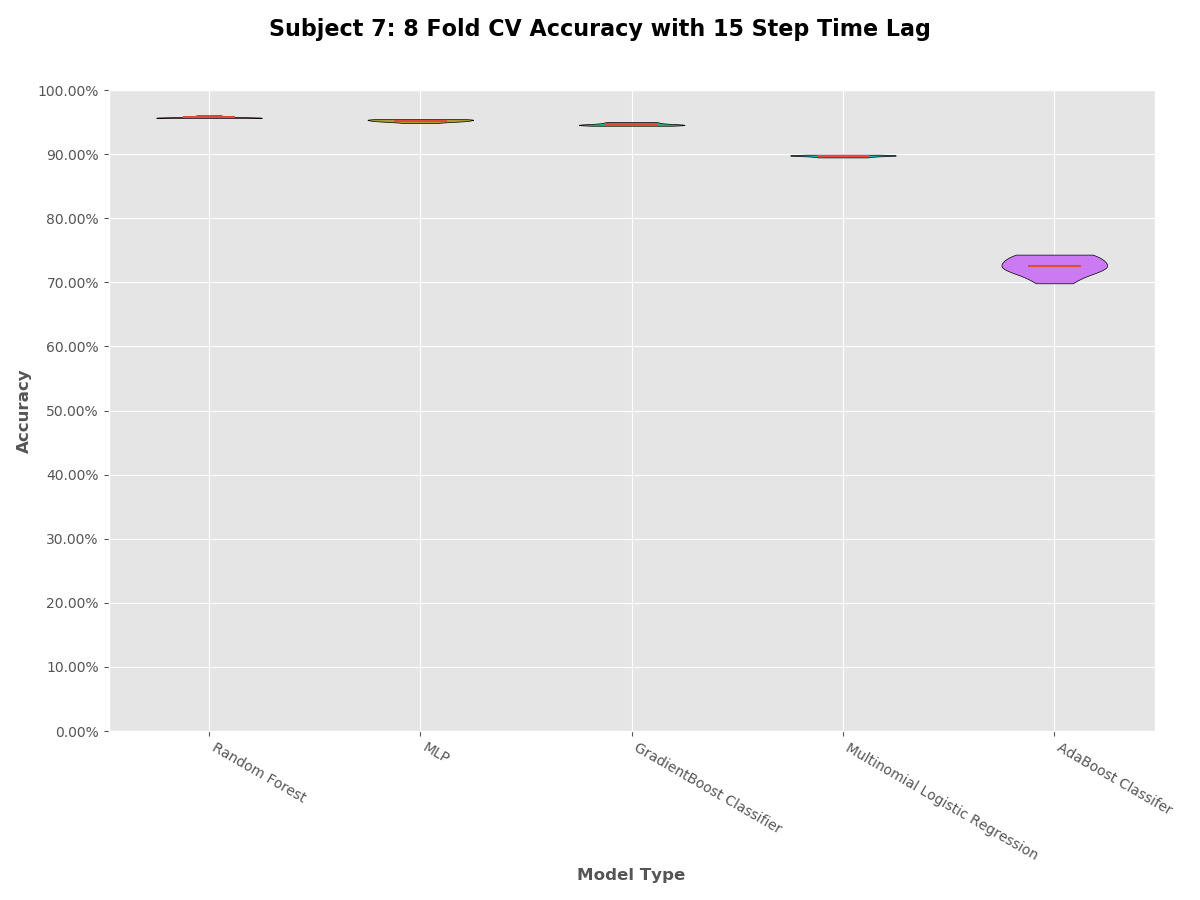 Subject 7: 8 Fold CV Accuracy with 15 Step Time Lag
100.00%
90.00%
80.00%
70.00%
60.00%
50.00%
40.00%
30.00%
20.00%
10.00%
0.00%
Accuracy
Random Forest
MLP
GradientBoost Classifier
Multinomial Logistic Regression
AdaBoost Classifer
Model Type